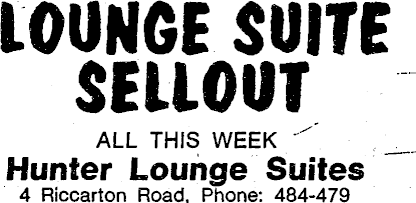 LOUNGE SUITE
SELLOUT
ALL THIS WEEK
Hunter Lounge Suites
4 Riccarton Road, Phone: 484-479